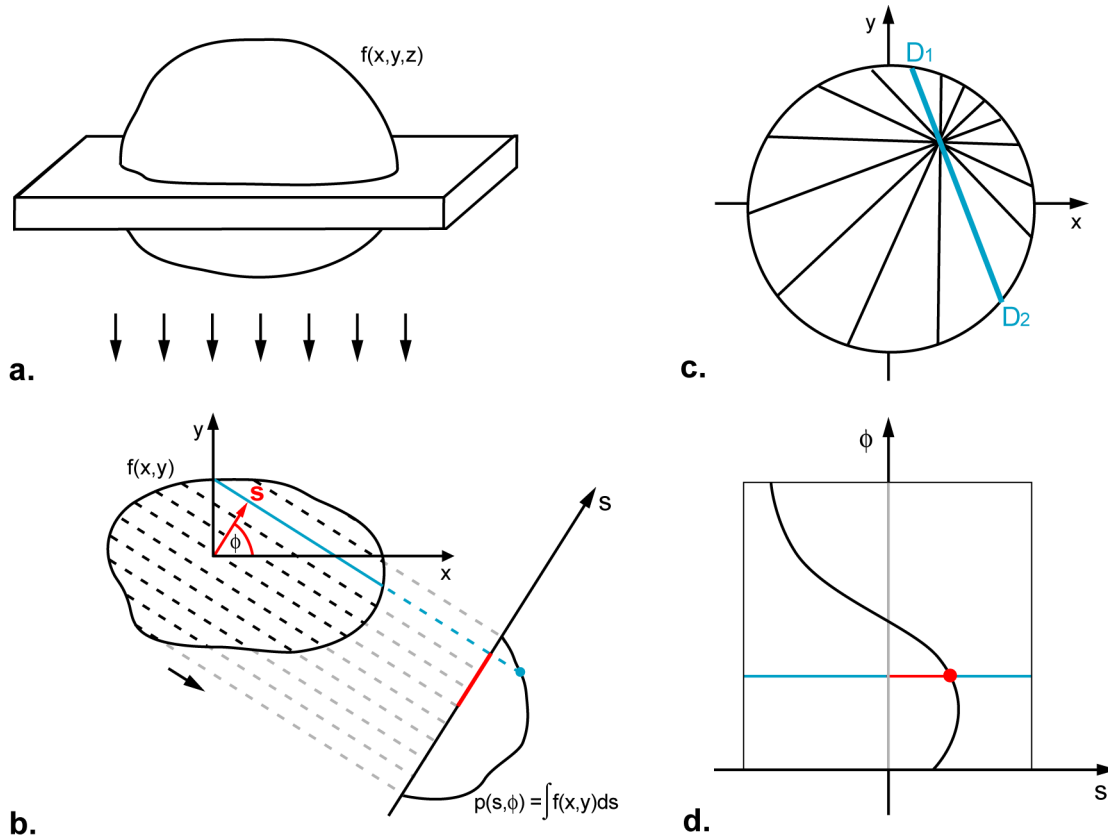 f(x,y,z)
a.
y
D₁
x
D₂
c.
y
f(x,y)
s
ϕ
x
s
p(s,ϕ) = ∫ f(x,y)ds
b.
ϕ
s
d.